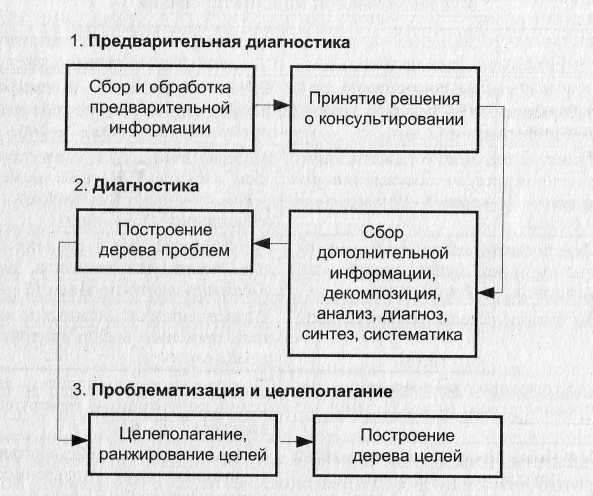 1. Предварительная диагностика
Сбор и обработка
предварительной
информации
Принятие решения
о консультировании
2. Диагностика
Построение
дерева проблем
Сбор
дополнительной
информации,
декомпозиция,
анализ, диагноз,
синтез, систематика
3. Проблематизация и целеполагание
Целеполагание,
ранжирование целей
Построение
дерева целей